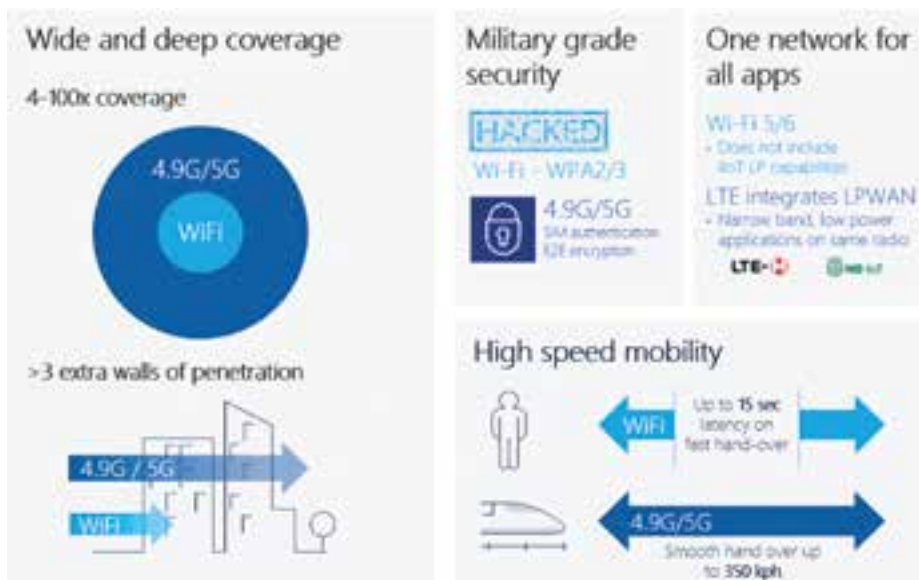 Wide and deep coverage
4-100x coverage
4.9G/5G
WiFi
>3 extra walls of penetration
4.9G / 5G
WiFi
Military grade
security
HACKED
Wi-Fi - WPA2/3
4.9G/5G
SIM authentication
E2E encryption
One network for
all apps
Wi-Fi 5/6
• Does not include
IIoT LP capability
LTE integrates LPWAN
• Narrow band, low power
applications on same radio
LTE-M
NB-IoT
High speed mobility
WiFi
Up to 15 sec
latency on
fast hand-over
4.9G/5G
Smooth hand over up
to 350 kph